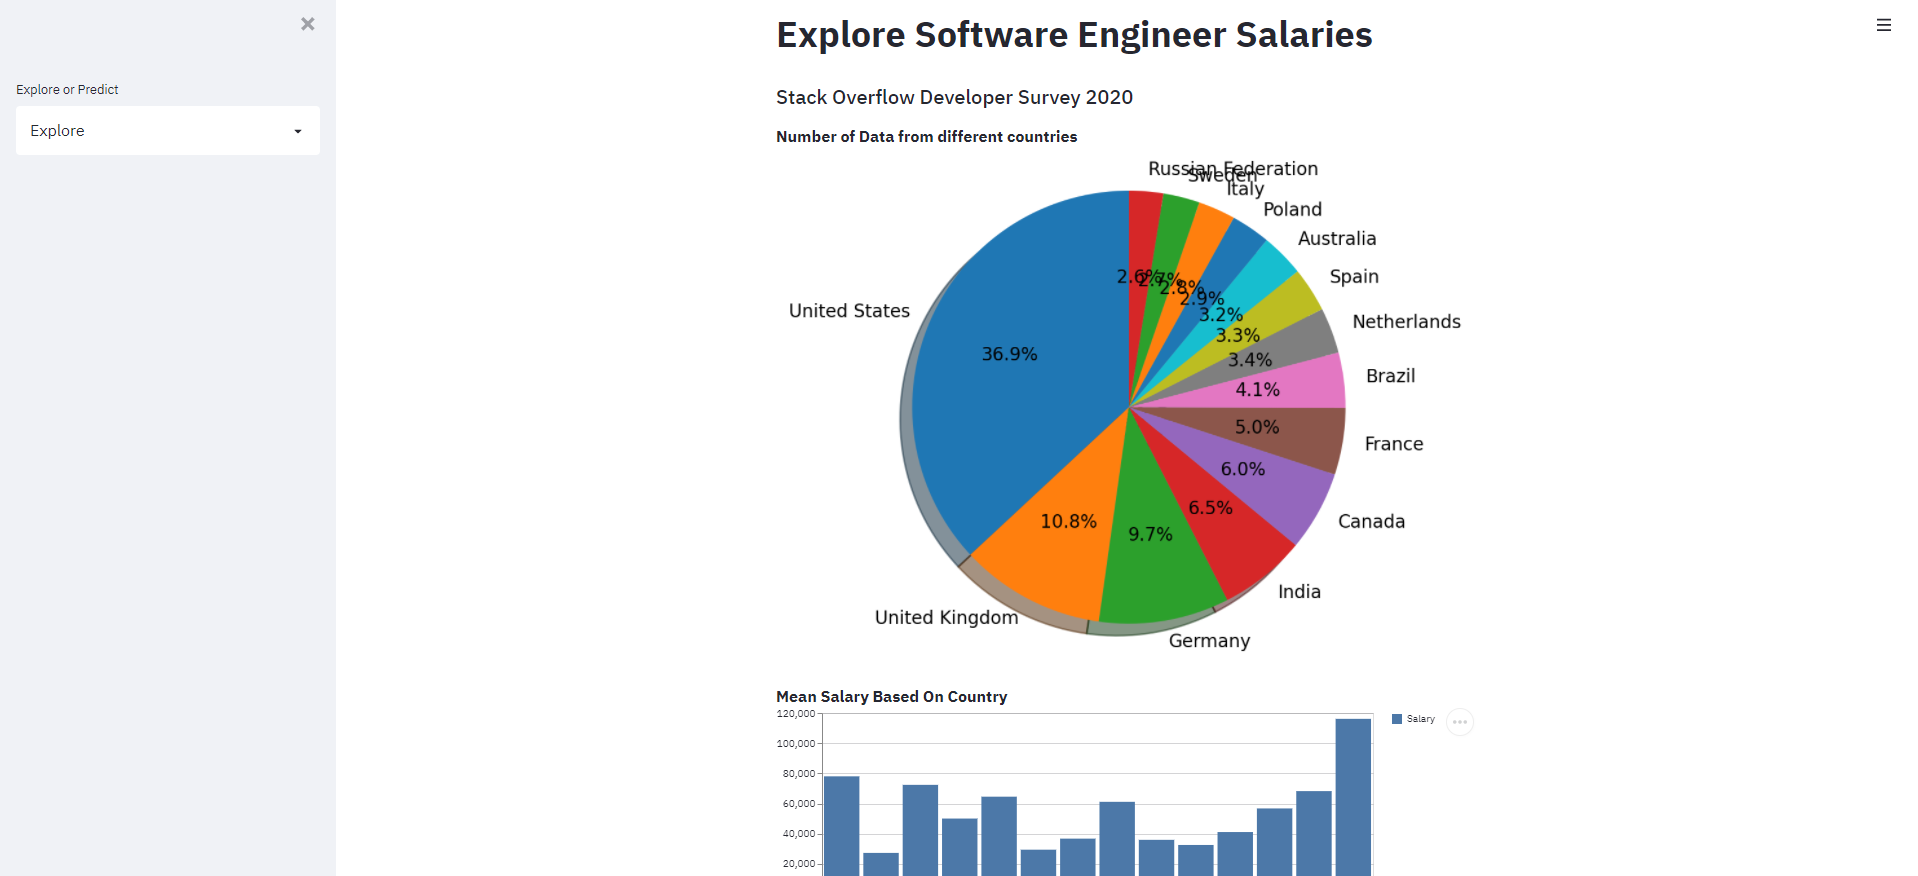 ×
Explore or Predict
Explore
Explore Software Engineer Salaries
Stack Overflow Developer Survey 2020
Number of Data from different countries
Russian Federation
Sweden
Italy
Poland
Australia
Spain
Netherlands
Brazil
France
Canada
India
Germany
United Kingdom
United States
2.6%
2.7%
2.8%
2.9%
3.2%
3.3%
3.4%
4.1%
5.0%
6.0%
6.5%
9.7%
10.8%
36.9%
Mean Salary Based On Country
120,000
100,000
80,000
60,000
40,000
20,000
Salary